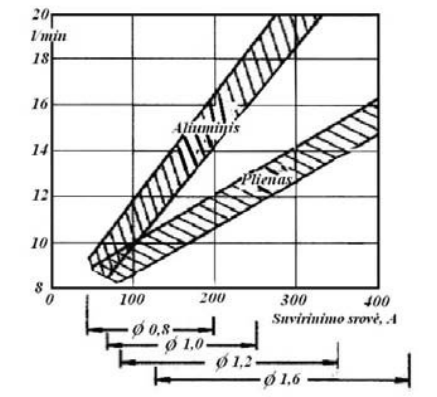 20
l/min
18
16
Aliuminis
14
Plienas
12
10
8
0 100 200 300 400
Suvirinimo srovė, A
ϕ 0,8
ϕ 1,0
ϕ 1,2
ϕ 1,6